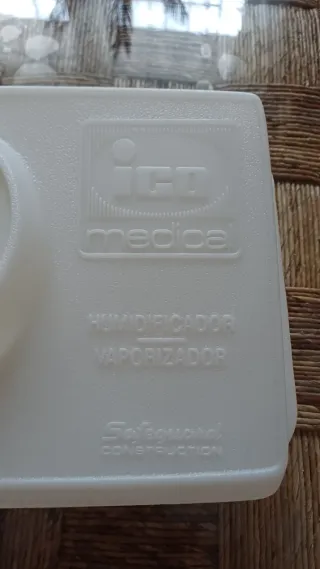 ico
medica
HUMIDIFICADOR
VAPORIZADOR
Safeguard
CONSTRUCTION